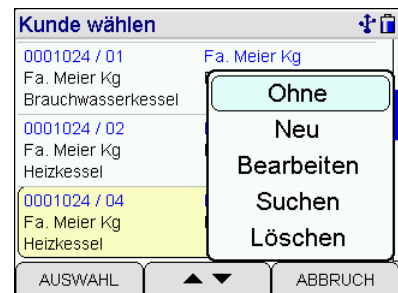 Kunde wählen
0001024 / 01 Fa. Meier Kg
Fa. Meier Kg
Brauchwasserkessel
0001024 / 02
Fa. Meier Kg
Heizkessel
0001024 / 04
Fa. Meier Kg
Heizkessel
Ohne
Neu
Bearbeiten
Suchen
Löschen
AUSWAHL ▲ ▼ ABBRUCH